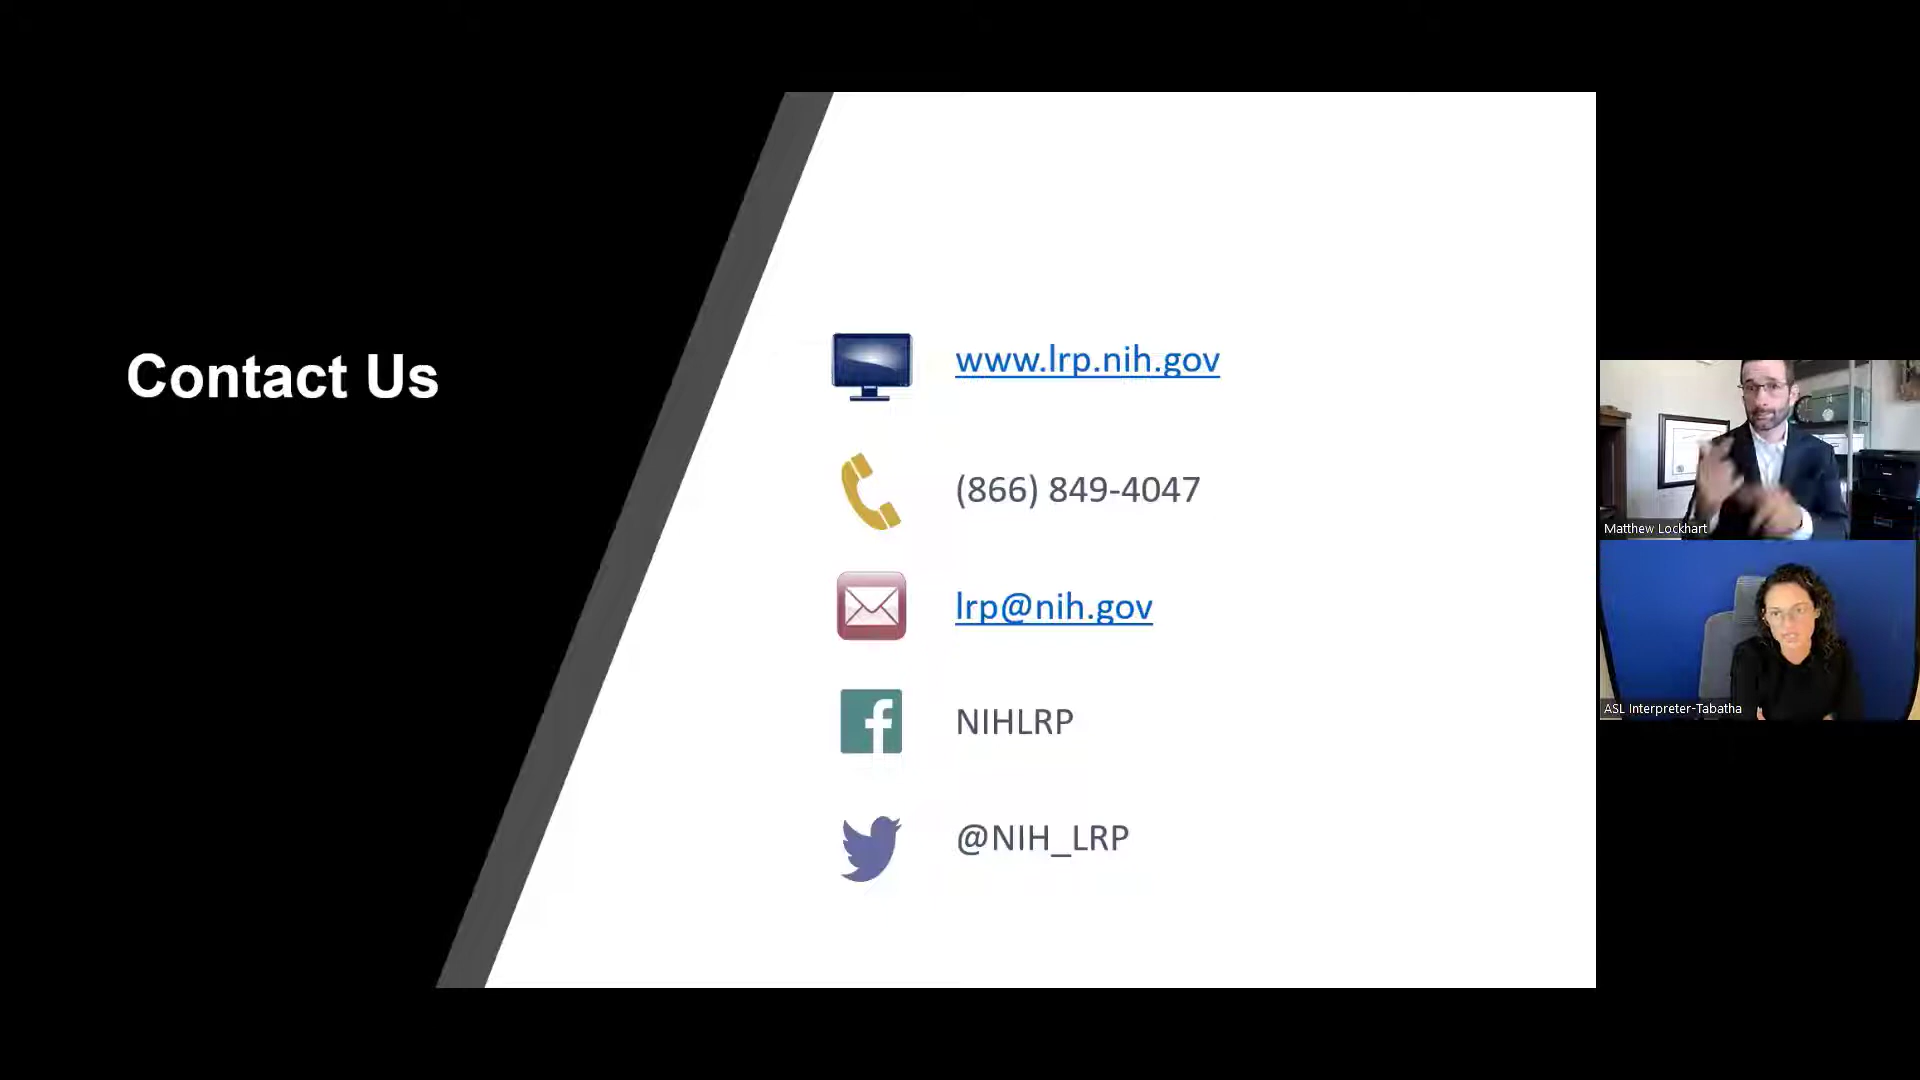 Contact Us
www.lrp.nih.gov
(866) 849-4047
lrp@nih.gov
NIHLRP
@NIH_LRP
Matthew Lockhart
ASL Interpreter-Tabatha